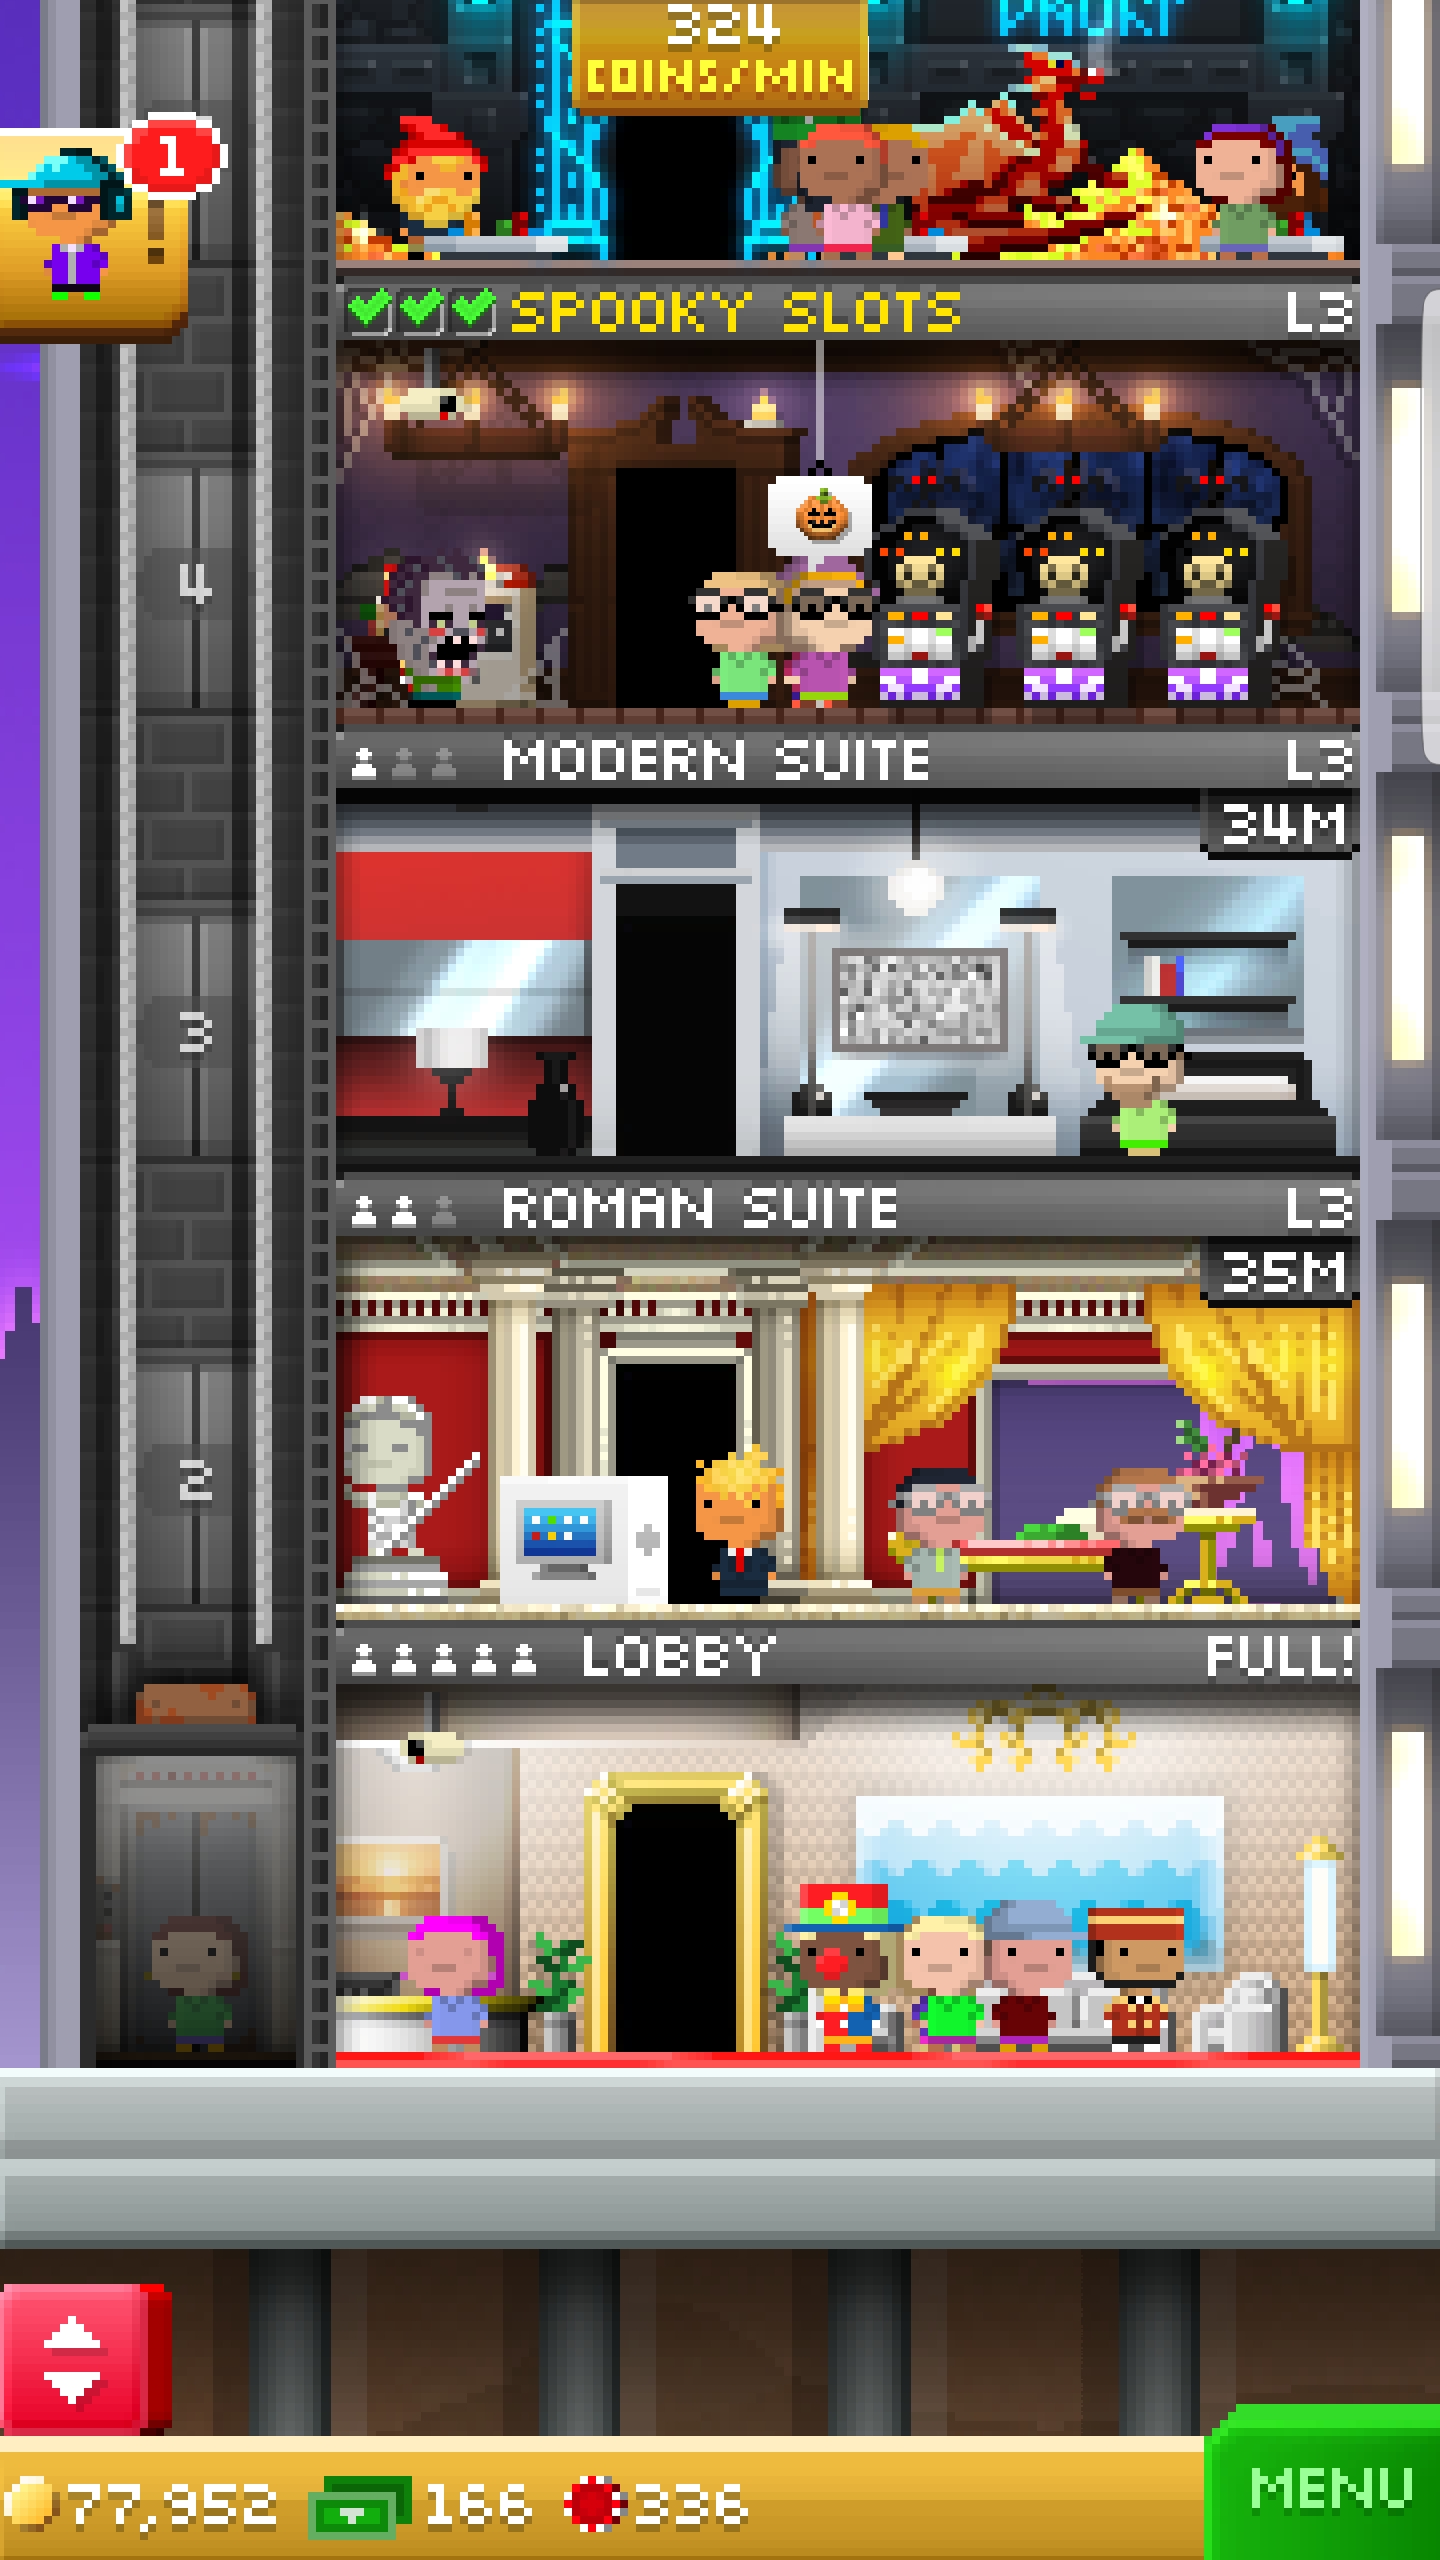 324
COINS/MIN
1
SPOOKY SLOTS L3
4
MODERN SUITE L3
34M
3
ROMAN SUITE L3
35M
2
LOBBY FULL!
MENU
77,952 166 336